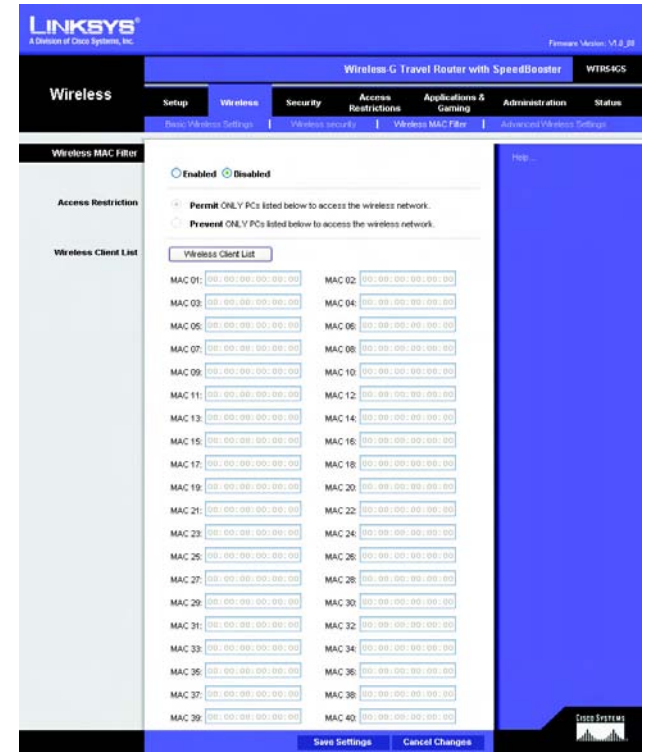 LINKSYS®
A Division of Cisco Systems, Inc.
Firmware Version: V1.0_00
Wireless-G Travel Router with SpeedBooster WTR54GS
Wireless
Setup Wireless Security Access Restrictions Applications & Gaming Administration Status
Basic Wireless Settings | Wireless security | Wireless MAC Filter | Advanced Wireless Settings
Wireless MAC Filter
Help...
Enabled Disabled
Access Restriction
Permit ONLY PCs listed below to access the wireless network.
Prevent ONLY PCs listed below to access the wireless network.
Wireless Client List
Wireless Client List
MAC 01: 00:00:00:00:00:00 MAC 02: 00:00:00:00:00:00
MAC 03: 00:00:00:00:00:00 MAC 04: 00:00:00:00:00:00
MAC 05: 00:00:00:00:00:00 MAC 06: 00:00:00:00:00:00
MAC 07: 00:00:00:00:00:00 MAC 08: 00:00:00:00:00:00
MAC 09: 00:00:00:00:00:00 MAC 10: 00:00:00:00:00:00
MAC 11: 00:00:00:00:00:00 MAC 12: 00:00:00:00:00:00
MAC 13: 00:00:00:00:00:00 MAC 14: 00:00:00:00:00:00
MAC 15: 00:00:00:00:00:00 MAC 16: 00:00:00:00:00:00
MAC 17: 00:00:00:00:00:00 MAC 18: 00:00:00:00:00:00
MAC 19: 00:00:00:00:00:00 MAC 20: 00:00:00:00:00:00
MAC 21: 00:00:00:00:00:00 MAC 22: 00:00:00:00:00:00
MAC 23: 00:00:00:00:00:00 MAC 24: 00:00:00:00:00:00
MAC 25: 00:00:00:00:00:00 MAC 26: 00:00:00:00:00:00
MAC 27: 00:00:00:00:00:00 MAC 28: 00:00:00:00:00:00
MAC 29: 00:00:00:00:00:00 MAC 30: 00:00:00:00:00:00
MAC 31: 00:00:00:00:00:00 MAC 32: 00:00:00:00:00:00
MAC 33: 00:00:00:00:00:00 MAC 34: 00:00:00:00:00:00
MAC 35: 00:00:00:00:00:00 MAC 36: 00:00:00:00:00:00
MAC 37: 00:00:00:00:00:00 MAC 38: 00:00:00:00:00:00
MAC 39: 00:00:00:00:00:00 MAC 40: 00:00:00:00:00:00
CISCO SYSTEMS
Save Settings Cancel Changes